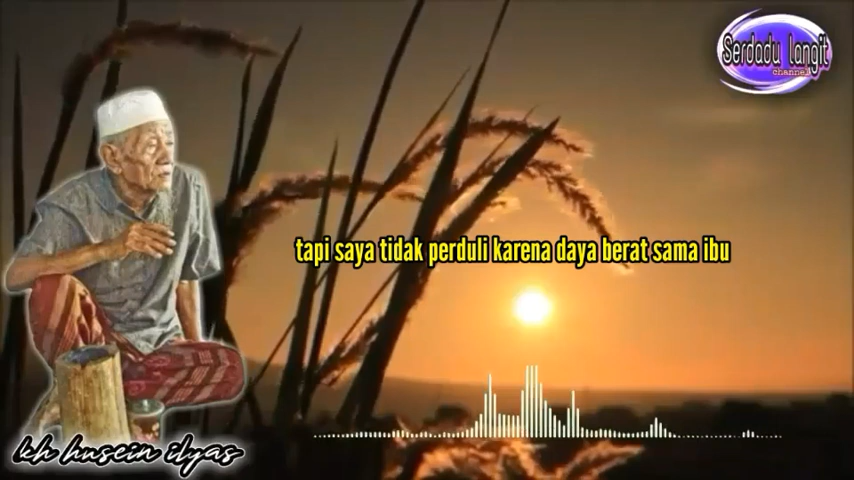 Serdadu langit
channel
tapi saya tidak perduli karena daya berat sama ibu
kh husein ilyas